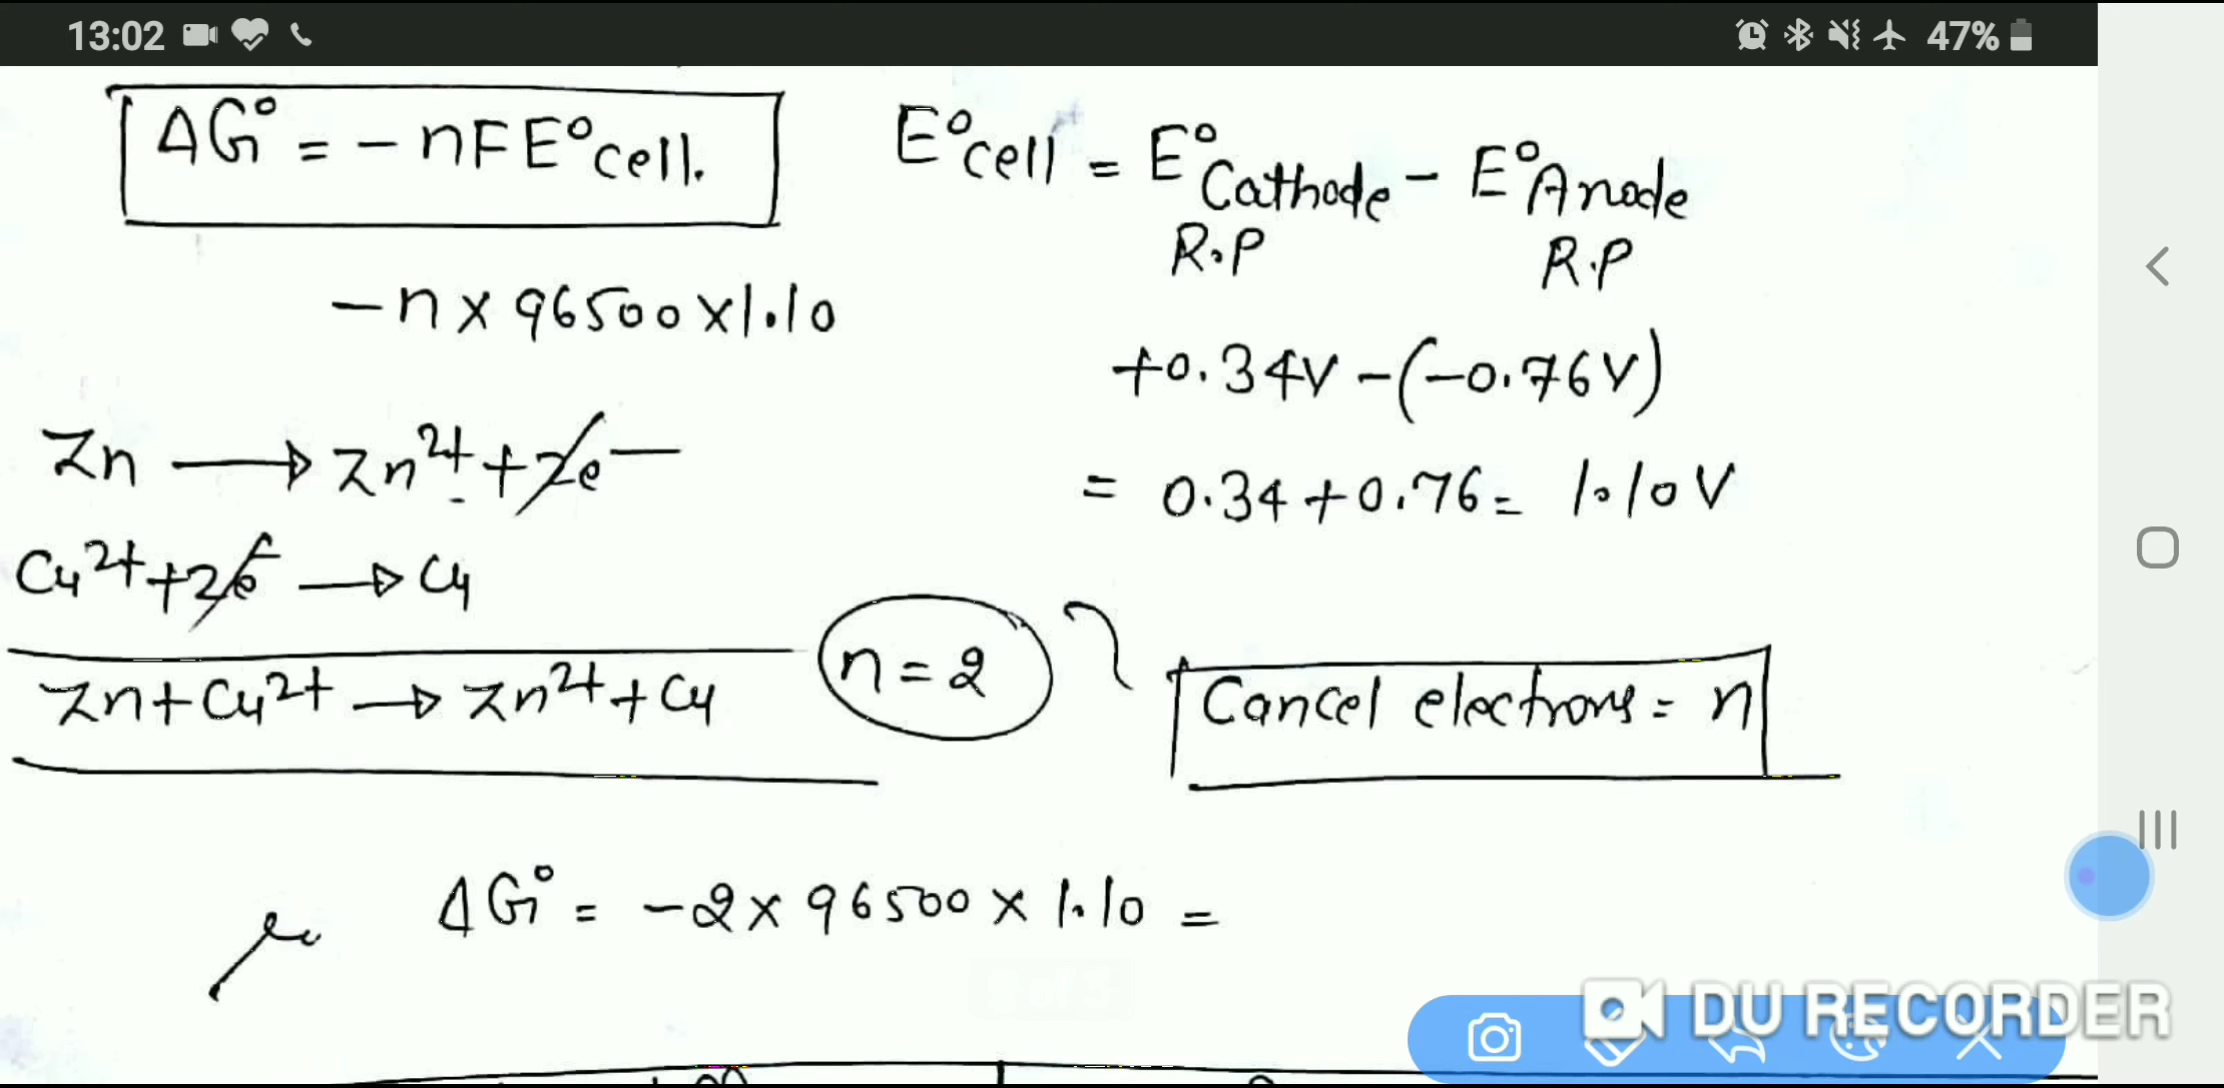 13:02
47%
ΔG° = - nFE°cell.
- n x 96500 x 1.10
E°cell = E°Cathode - E°Anode
R.P R.P
+0.34V - (-0.76V)
= 0.34 + 0.76 = 1.10V
Zn → Zn²⁺ + 2e⁻
Cu²⁺ + 2e⁻ → Cu
Zn + Cu²⁺ → Zn²⁺ + Cu
n = 2
Cancel electrons = n
ΔG° = - 2 x 96500 x 1.10 =
DU RECORDER